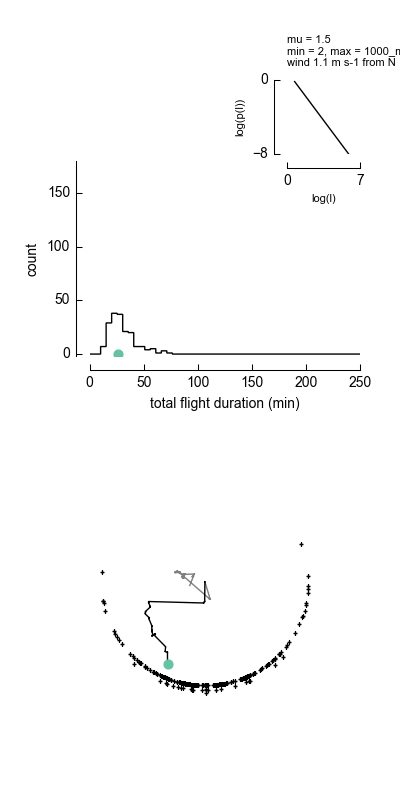 mu = 1.5
min = 2, max = 1000_m
wind 1.1 m s-1 from N
0
log(p(l))
−8
0 7
log(l)
150
100
count
50
0
0 50 100 150 200 250
total flight duration (min)